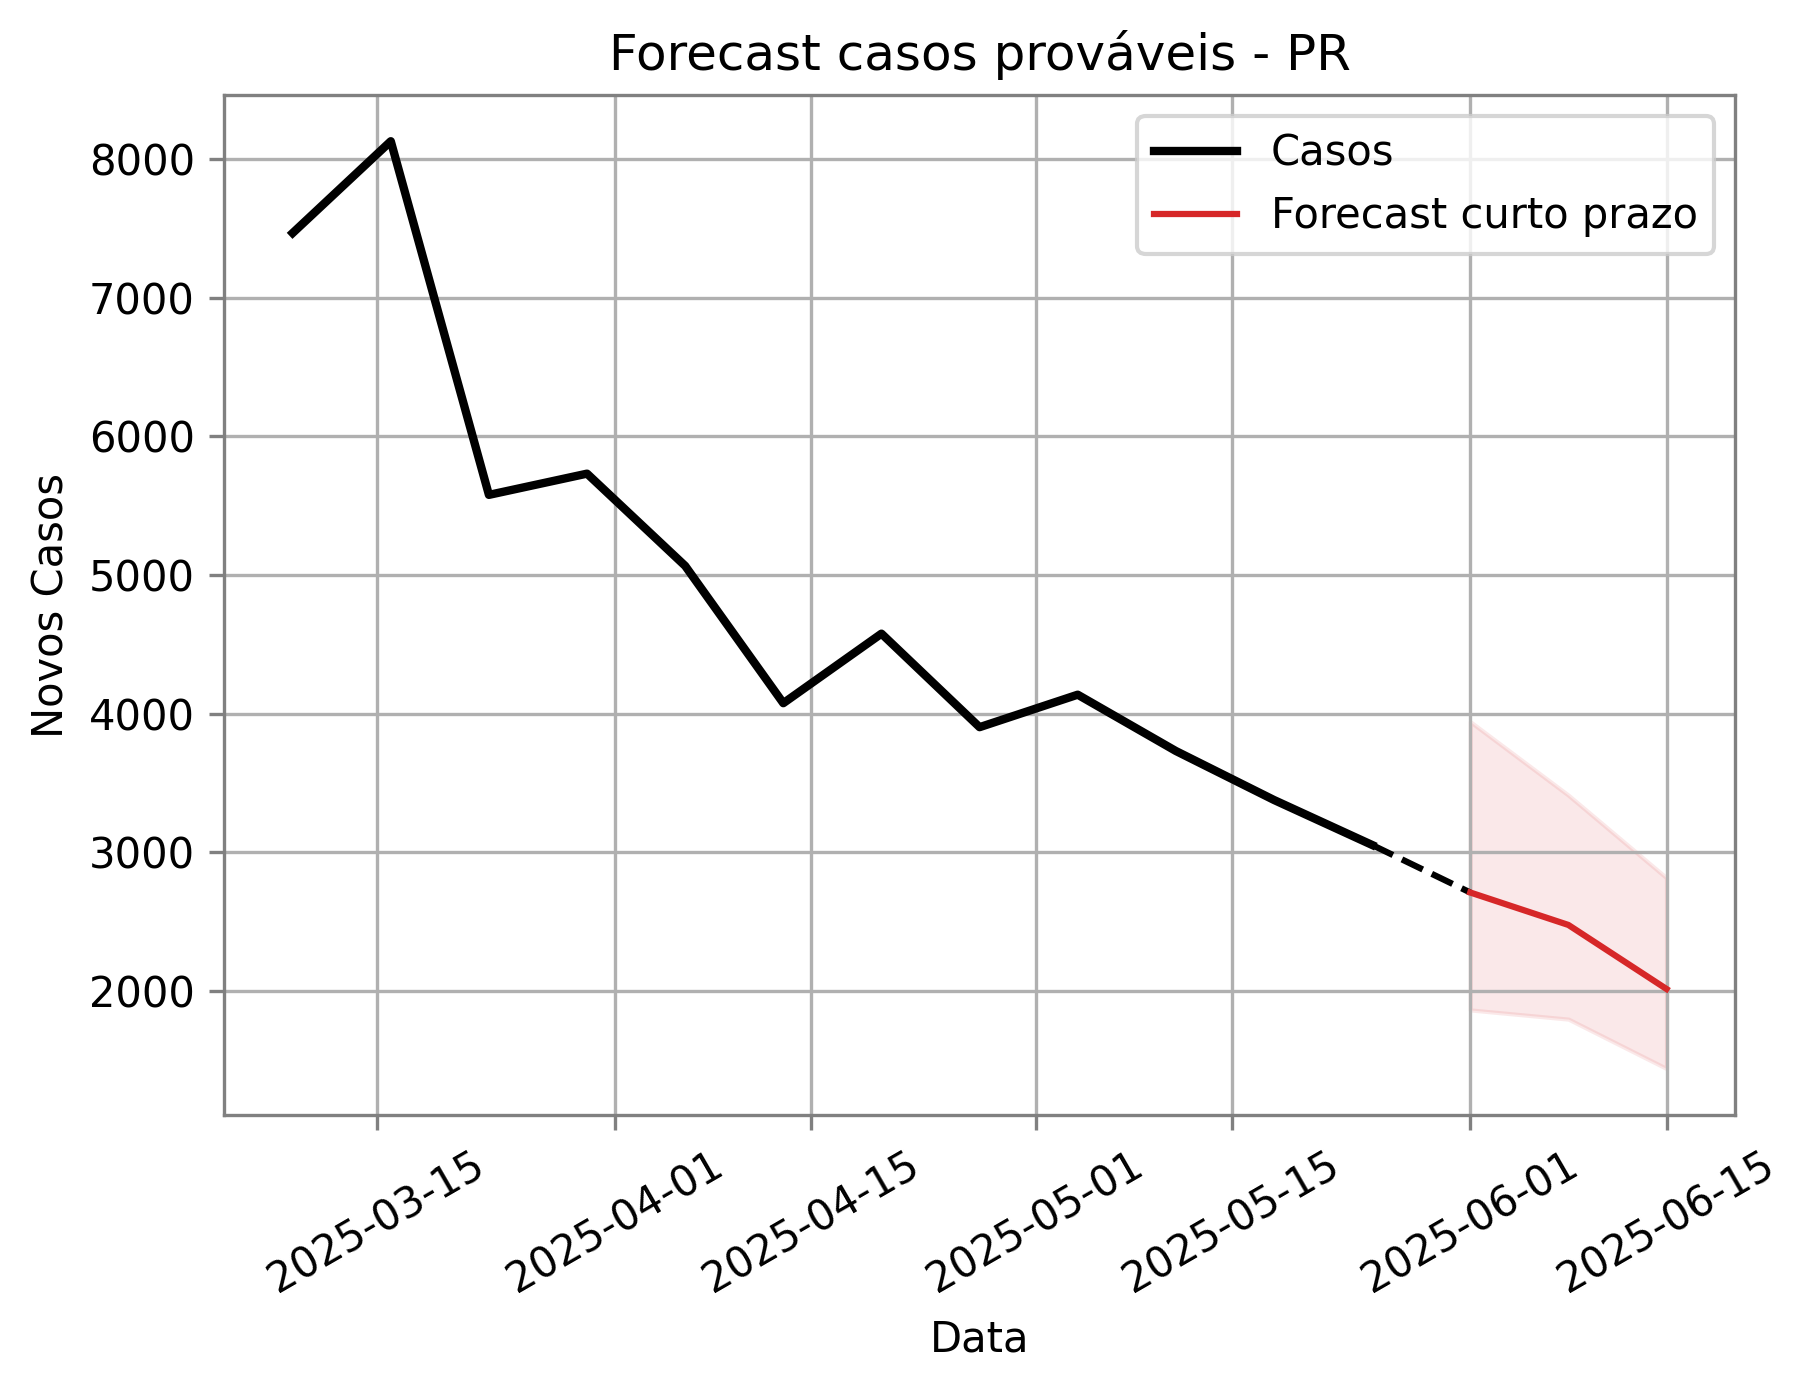 Forecast casos prováveis - PR
Casos
Forecast curto prazo
8000
7000
6000
5000
4000
3000
2000
Novos Casos
2025-03-15
2025-04-01
2025-04-15
2025-05-01
2025-05-15
2025-06-01
2025-06-15
Data